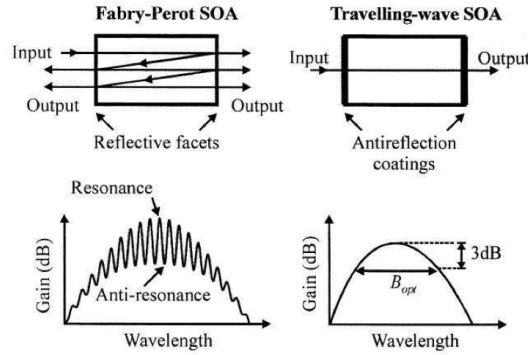 Fabry-Perot SOA
Input
Output
Output
Reflective facets
Travelling-wave SOA
Input
Output
Antireflection
coatings
Resonance
Anti-resonance
Gain (dB)
Wavelength
3dB
B_opt
Gain (dB)
Wavelength